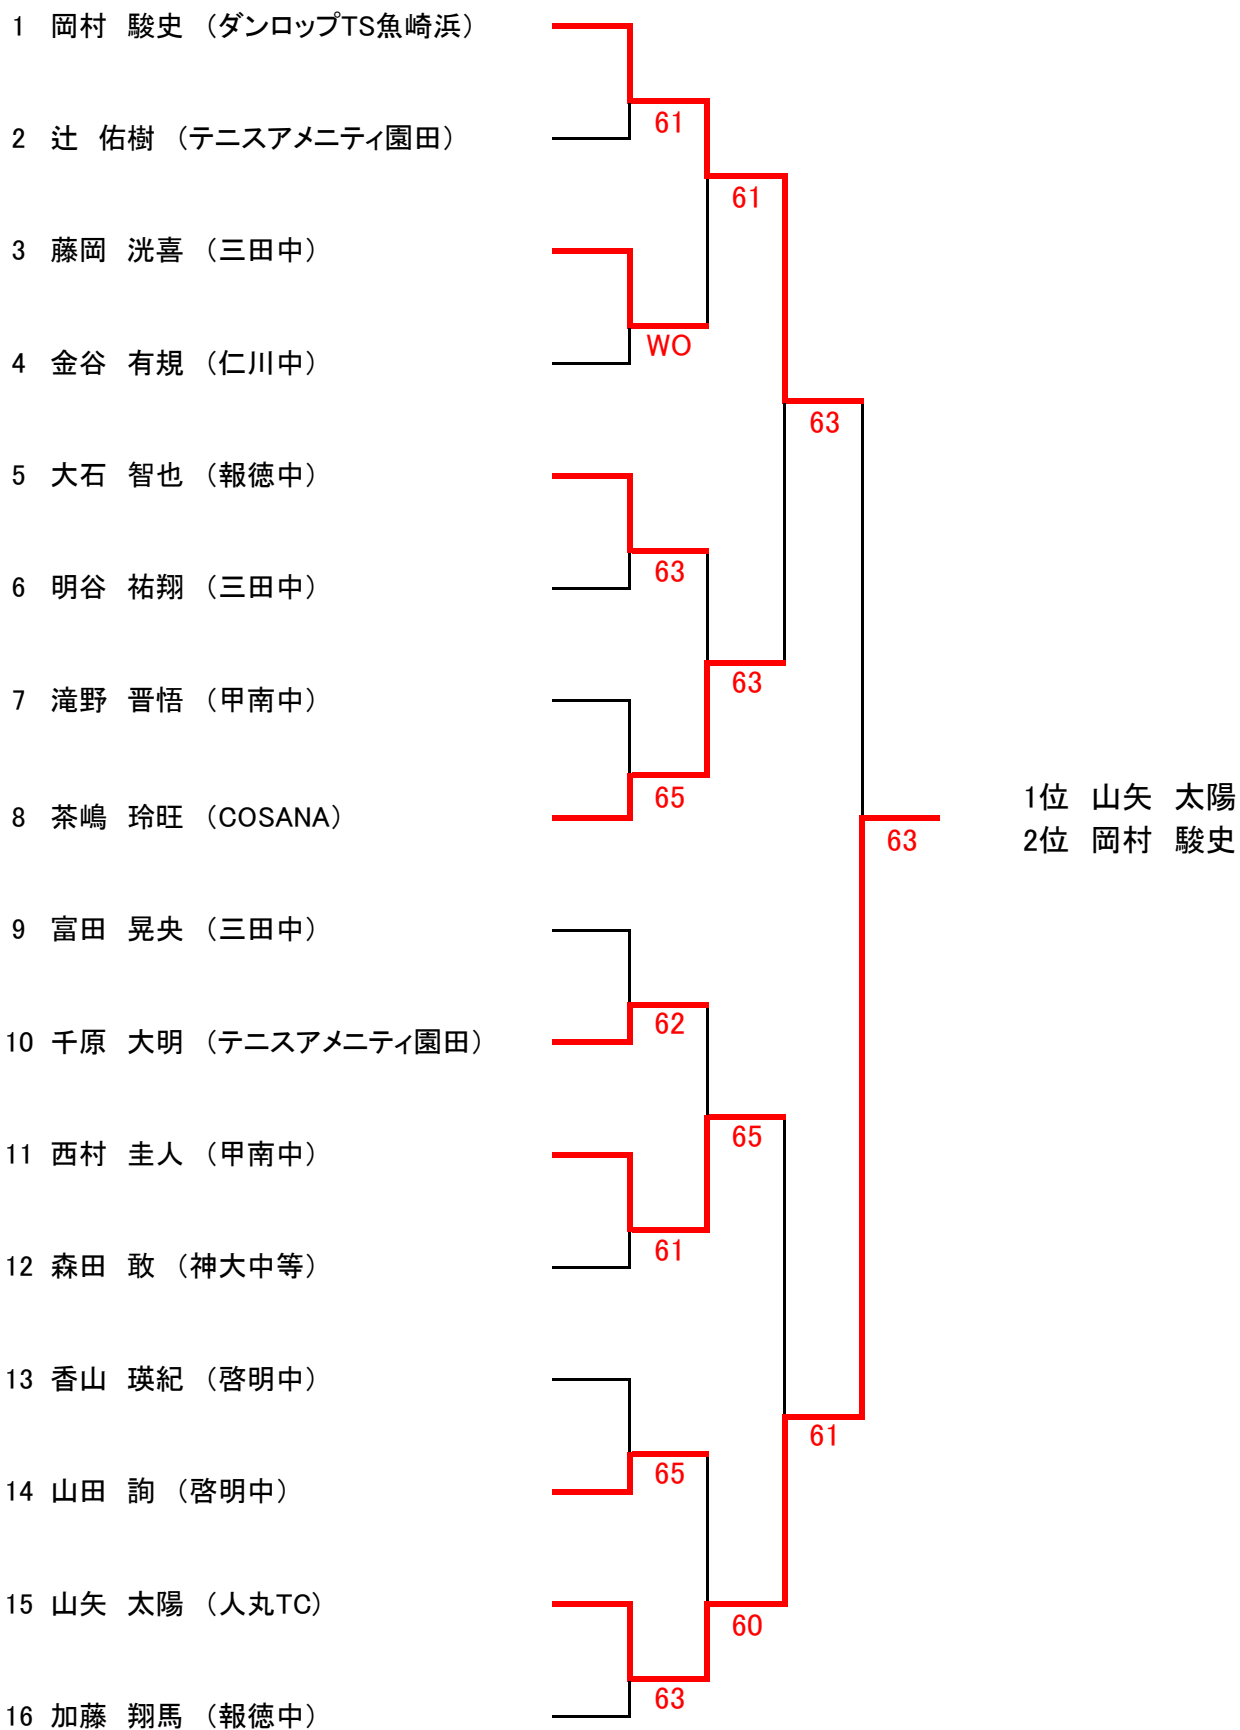 1 岡村 駿史 （ダンロップTS魚崎浜）
61
2 辻 佑樹 （テニスアメニティ園田）
61
3 藤岡 洸喜 （三田中）
WO
4 金谷 有規 （仁川中）
63
5 大石 智也 （報徳中）
63
6 明谷 祐翔 （三田中）
63
7 滝野 晋悟 （甲南中）
65
8 茶嶋 玲旺 （COSANA）
1位 山矢 太陽
63
2位 岡村 駿史
9 富田 晃央 （三田中）
62
10 千原 大明 （テニスアメニティ園田）
65
11 西村 圭人 （甲南中）
61
12 森田 敢 （神大中等）
13 香山 瑛紀 （啓明中）
61
65
14 山田 詢 （啓明中）
15 山矢 太陽 （人丸TC）
60
63
16 加藤 翔馬 （報徳中）